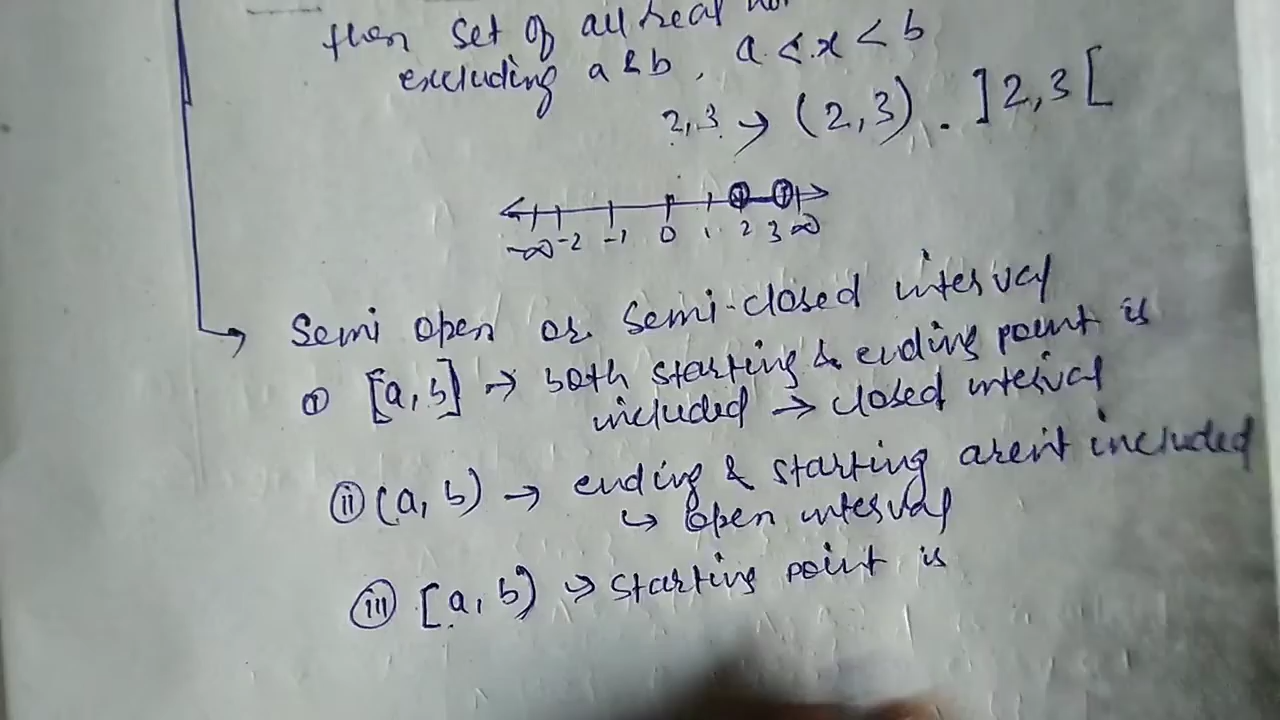 then set of all real no
excluding a & b, a < x < b
2,3 → (2,3) . ]2,3[
-∞ -2 -1 0 1 2 3 ∞
Semi open or semi-closed interval
① [a,b] → both starting & ending point is
included → closed interval
ⓘⓘ (a, b) → ending & starting aren't included
↳ open interval
ⓘⓘⓘ [a, b) → starting point is